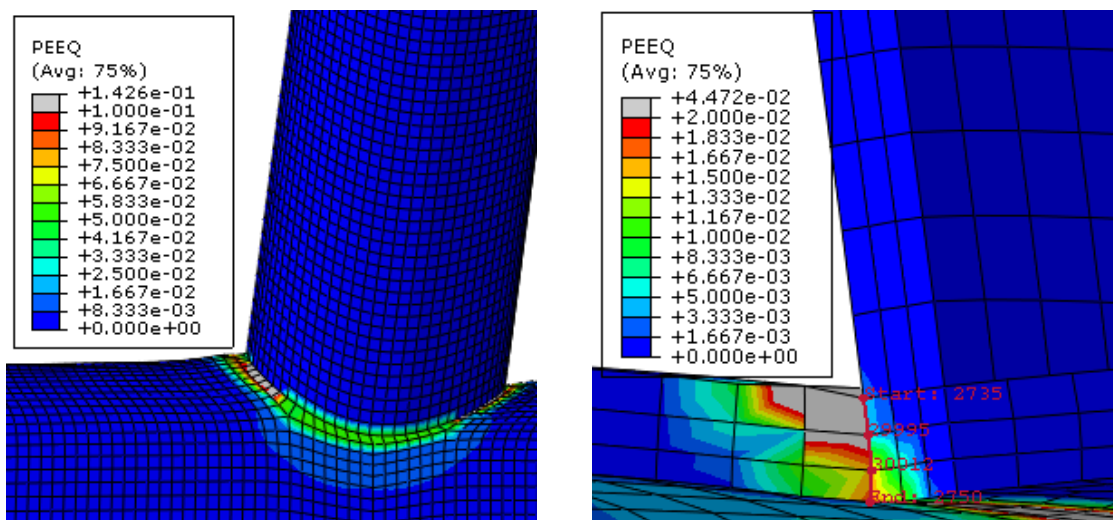 PEEQ
(Avg: 75%)
+1.426e-01
+1.000e-01
+9.167e-02
+8.333e-02
+7.500e-02
+6.667e-02
+5.833e-02
+5.000e-02
+4.167e-02
+3.333e-02
+2.500e-02
+1.667e-02
+8.333e-03
+0.000e+00
PEEQ
(Avg: 75%)
+4.472e-02
+2.000e-02
+1.833e-02
+1.667e-02
+1.500e-02
+1.333e-02
+1.167e-02
+1.000e-02
+8.333e-03
+6.667e-03
+5.000e-03
+3.333e-03
+1.667e-03
+0.000e+00
Start: 2735
29995
30012
End: 2750